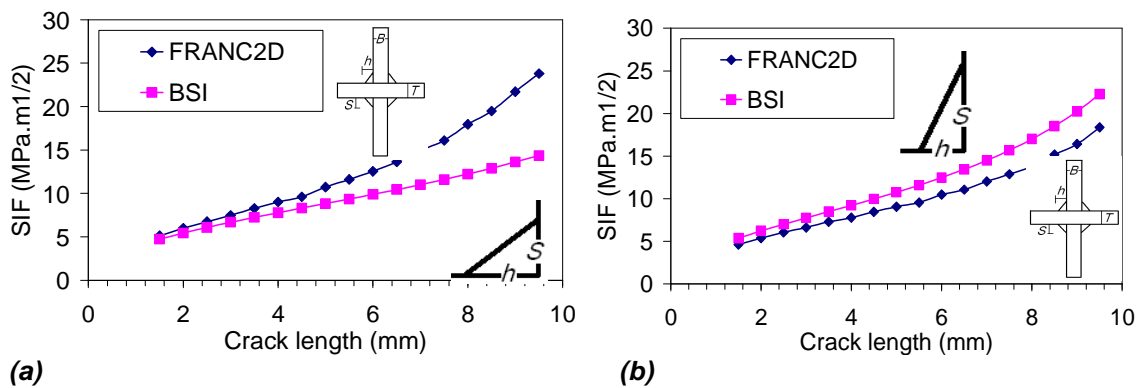 30
25
20
15
10
5
0
SIF (MPa.m1/2)
FRANC2D
BSI
B
h
S
T
S
h
0 2 4 6 8 10
Crack length (mm)
(a)
30
25
20
15
10
5
0
SIF (MPa.m1/2)
FRANC2D
BSI
S
h
B
h
S
T
0 2 4 6 8 10
Crack length (mm)
(b)